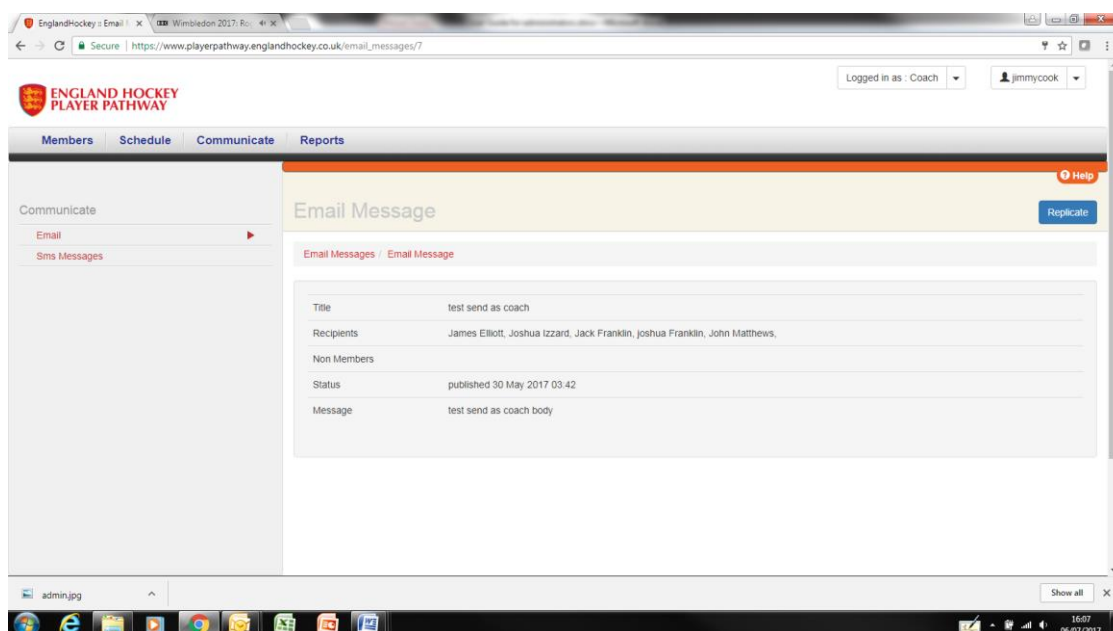 EnglandHockey :: Email
Wimbledon 2017: Ro
Secure | https://www.playerpathway.englandhockey.co.uk/email_messages/7
Logged in as : Coach
jimmycook
ENGLAND HOCKEY
PLAYER PATHWAY
Members Schedule Communicate Reports
Help
Communicate
Email Message
Replicate
Email
Sms Messages
Email Messages / Email Message
Title test send as coach
Recipients James Elliott, Joshua Izzard, Jack Franklin, joshua Franklin, John Matthews,
Non Members
Status published 30 May 2017 03:42
Message test send as coach body
admin.jpg
Show all
16:07
06/07/2017